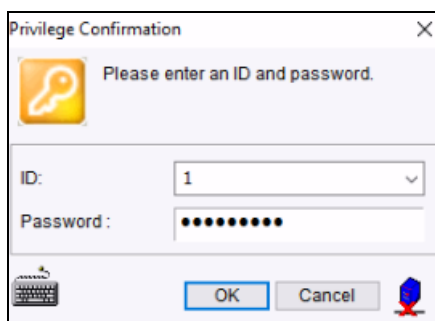 Privilege Confirmation
Please enter an ID and password.
ID: 1
Password : ●●●●●●●●●
OK Cancel